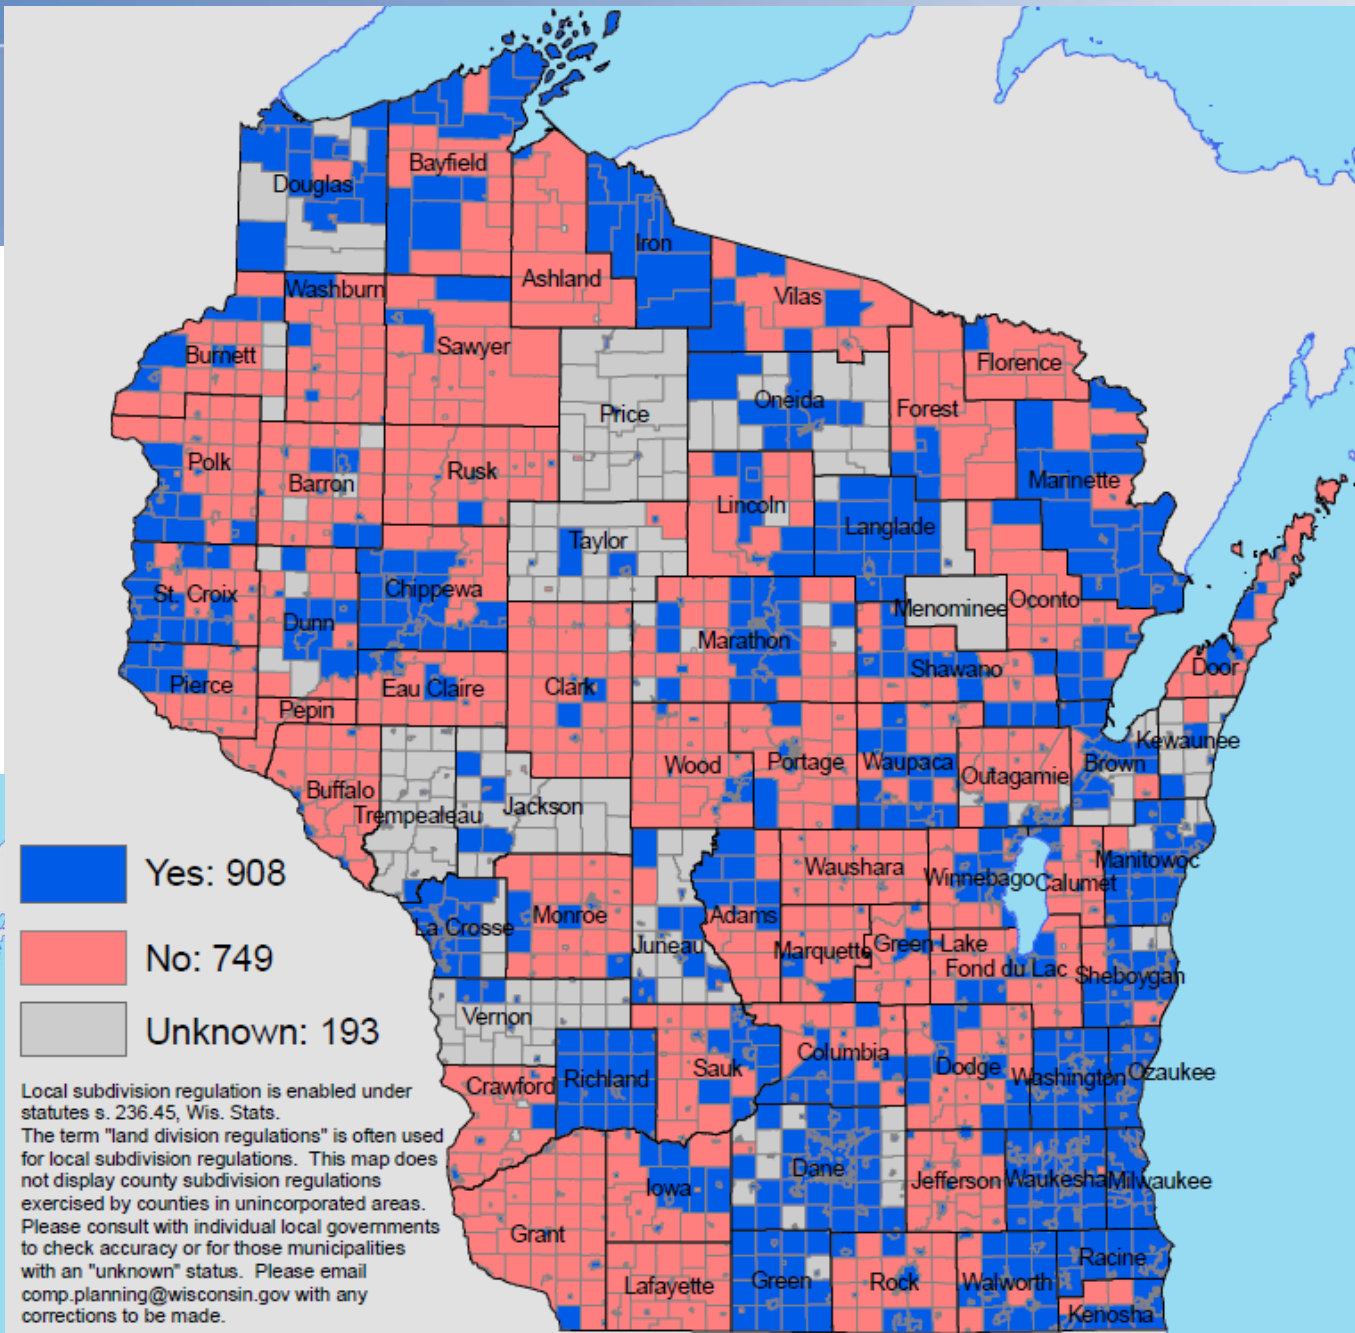 Bayfield
Douglas
Iron
Ashland
Washburn
Vilas
Sawyer
Burnett
Florence
Oneida
Forest
Price
Polk
Rusk
Barron
Marinette
Lincoln
Langlade
Taylor
Chippewa
St. Croix
Oconto
Menominee
Dunn
Marathon
Shawano
Door
Pierce
Eau Claire
Clark
Pepin
Kewaunee
Wood
Portage
Waupaca
Brown
Outagamie
Buffalo
Jackson
Trempealeau
Manitowoc
Waushara
Yes: 908
Winnebago
Calumet
Monroe
Adams
La Crosse
Juneau
Marquette
Green Lake
No: 749
Fond du Lac
Sheboygan
Vernon
Unknown: 193
Columbia
Sauk
Dodge
Ozaukee
Washington
Richland
Crawford
Local subdivision regulation is enabled under
statutes s. 236.45, Wis. Stats.
The term "land division regulations" is often used
for local subdivision regulations. This map does
not display county subdivision regulations
exercised by counties in unincorporated areas.
Please consult with individual local governments
to check accuracy or for those municipalities
with an "unknown" status. Please email
comp.planning@wisconsin.gov with any
corrections to be made.
Dane
Jefferson
Waukesha
Milwaukee
Iowa
Grant
Racine
Lafayette
Green
Rock
Walworth
Kenosha